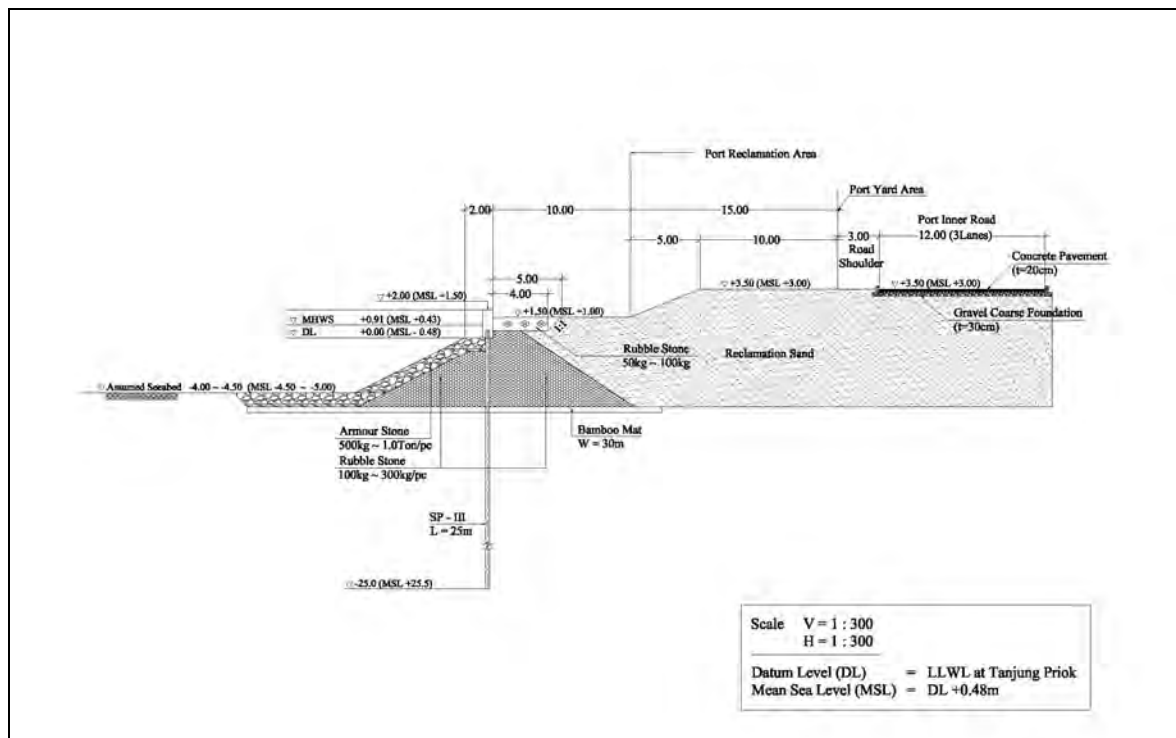 Port Reclamation Area
Port Yard Area
2.00
10.00
15.00
Port Inner Road
5.00
10.00
3.00
12.00 (3Lanes)
Road
Shoulder
Concrete Pavement
(t=20cm)
5.00
4.00
+3.50 (MSL +3.00)
+3.50 (MSL +3.00)
+2.00 (MSL +1.50)
+1.50 (MSL +1.00)
Gravel Coarse Foundation
(t=30cm)
MHWS +0.91 (MSL +0.43)
DL +0.00 (MSL - 0.48)
1:1
Rubble Stone
50kg ~ 100kg
Reclamation Sand
Assumed Seabed -4.00 ~ -4.50 (MSL -4.50 ~ -5.00)
Armour Stone
500kg ~ 1.0Ton/pc
Bamboo Mat
W = 30m
Rubble Stone
100kg ~ 300kg/pc
SP - III
L = 25m
-25.0 (MSL +25.5)
Scale V = 1 : 300
H = 1 : 300
Datum Level (DL) = LLWL at Tanjung Priok
Mean Sea Level (MSL) = DL +0.48m